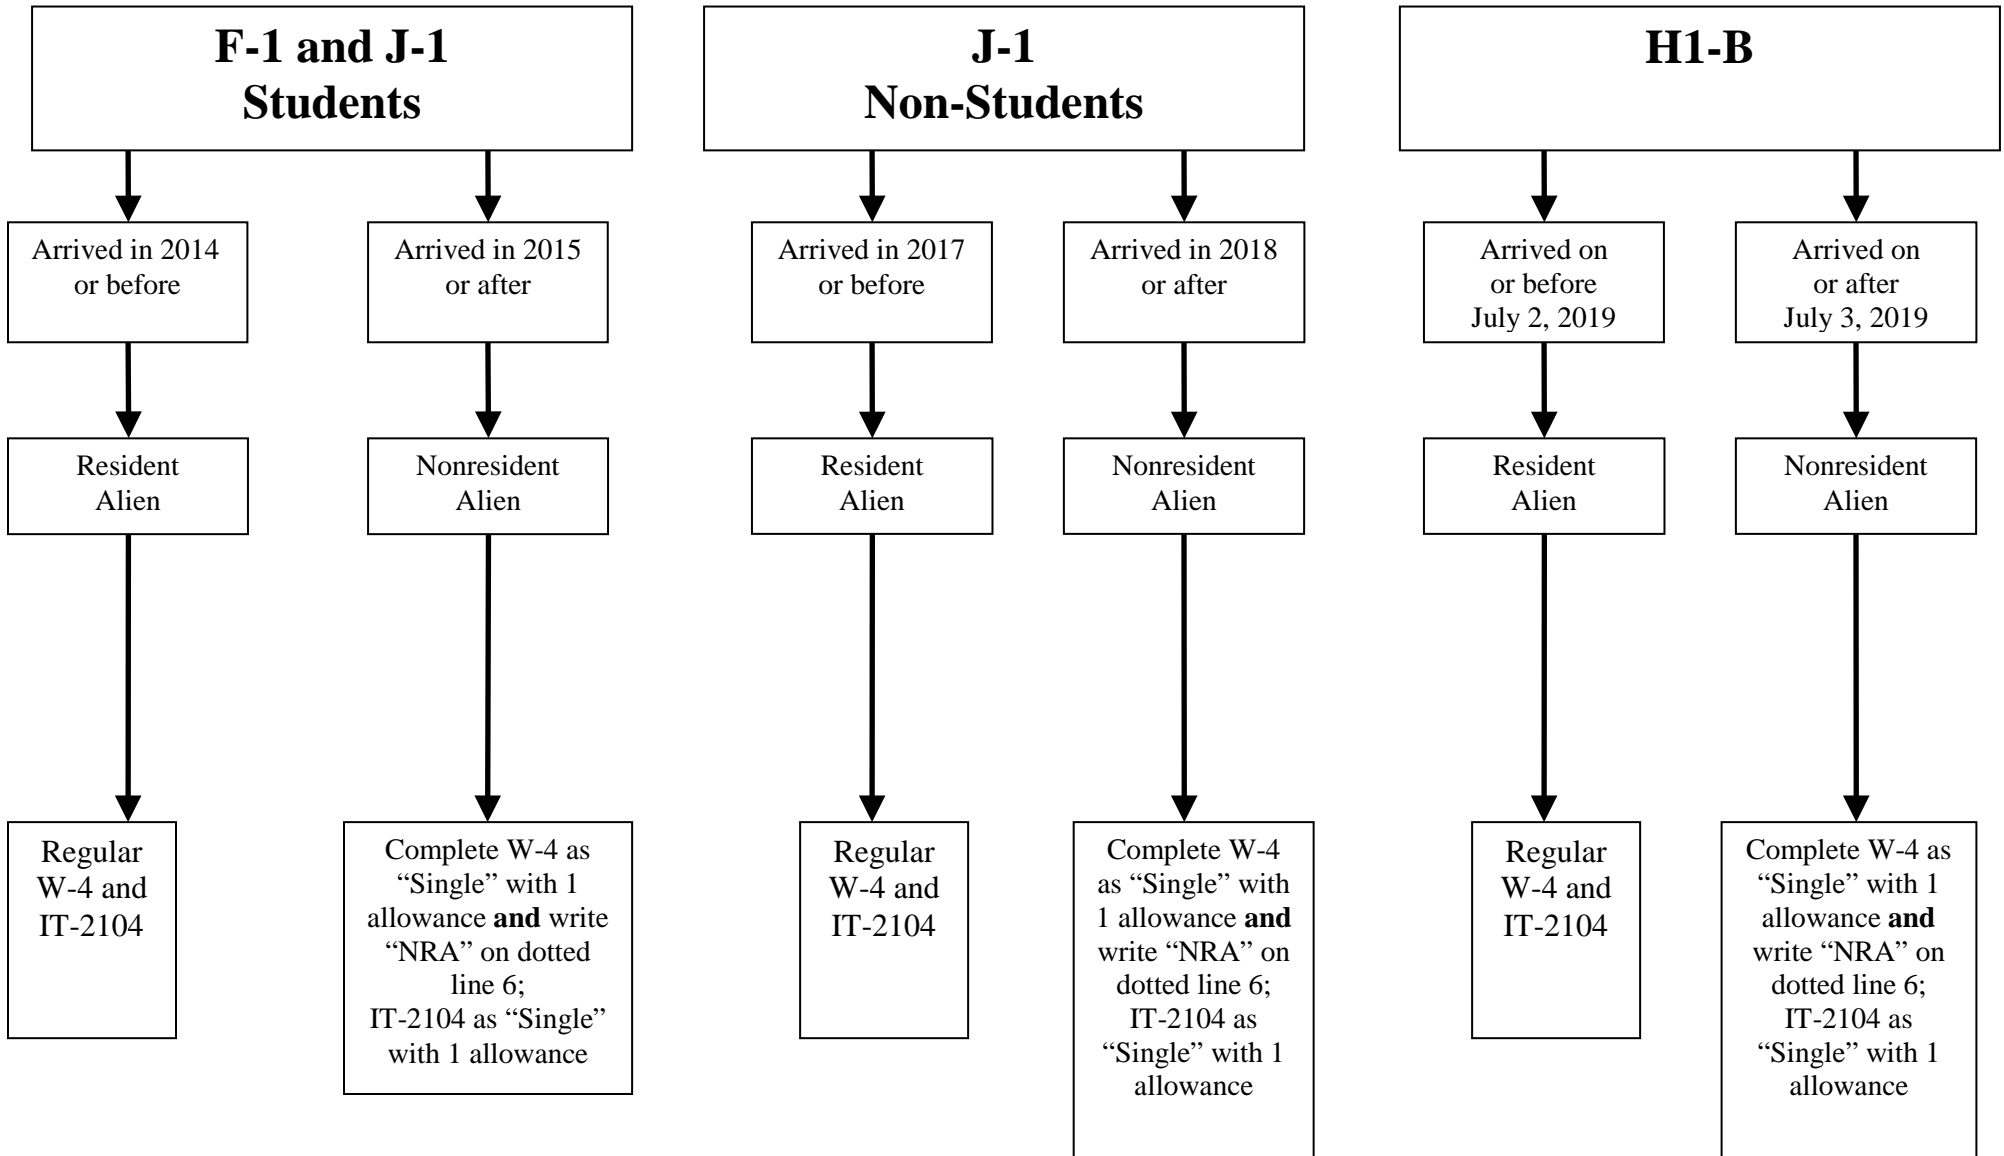 F-1 and J-1
Students
J-1
Non-Students
H1-B
Arrived in 2014
or before
Arrived in 2015
or after
Arrived in 2017
or before
Arrived in 2018
or after
Arrived on
or before
July 2, 2019
Arrived on
or after
July 3, 2019
Resident
Alien
Nonresident
Alien
Resident
Alien
Nonresident
Alien
Resident
Alien
Nonresident
Alien
Regular
W-4 and
IT-2104
Complete W-4 as
“Single” with 1
allowance and write
“NRA” on dotted
line 6;
IT-2104 as “Single”
with 1 allowance
Regular
W-4 and
IT-2104
Complete W-4
as “Single” with
1 allowance and
write “NRA” on
dotted line 6;
IT-2104 as
“Single” with 1
allowance
Regular
W-4 and
IT-2104
Complete W-4 as
“Single” with 1
allowance and
write “NRA” on
dotted line 6;
IT-2104 as
“Single” with 1
allowance